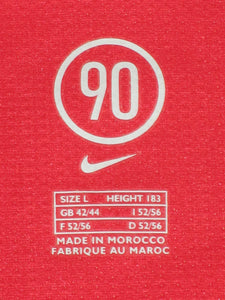 90
SIZE L HEIGHT 183
GB 42/44 I 52/56
F 52/56 D 52/56
MADE IN MOROCCO
FABRIQUE AU MAROC